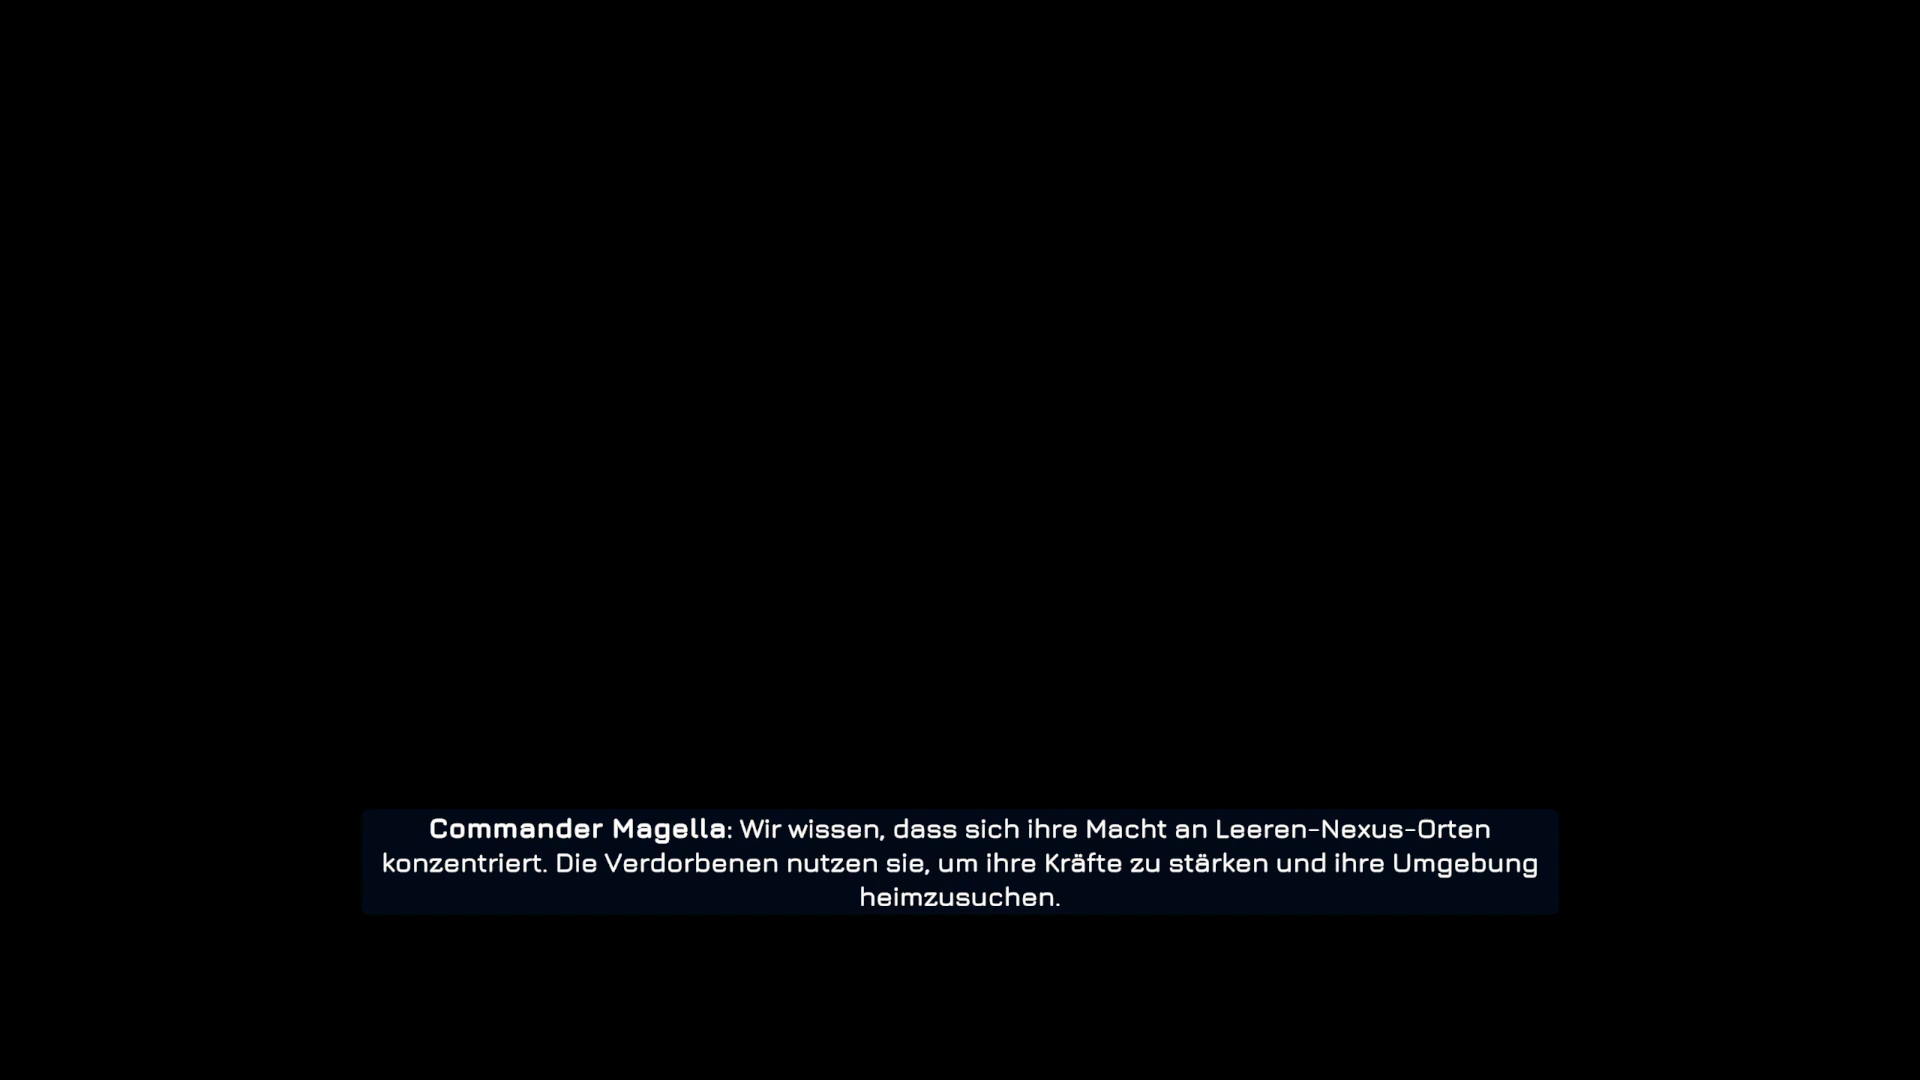 Commander Magella: Wir wissen, dass sich ihre Macht an Leeren-Nexus-Orten
konzentriert. Die Verdorbenen nutzen sie, um ihre Kräfte zu stärken und ihre Umgebung
heimzusuchen.